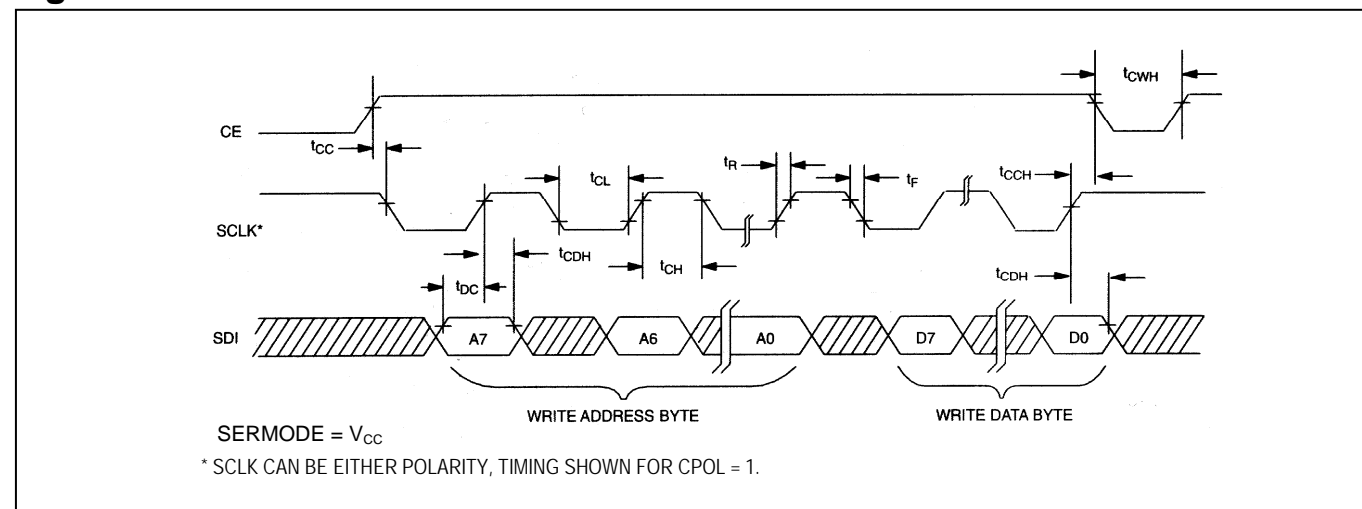 tCWH
CE
tCC
tCL
tR
tF
tCCH
SCLK*
tCDH
tCH
tCDH
tDC
SDI
A7
A6
A0
D7
D0
WRITE ADDRESS BYTE
WRITE DATA BYTE
SERMODE = VCC
* SCLK CAN BE EITHER POLARITY, TIMING SHOWN FOR CPOL = 1.